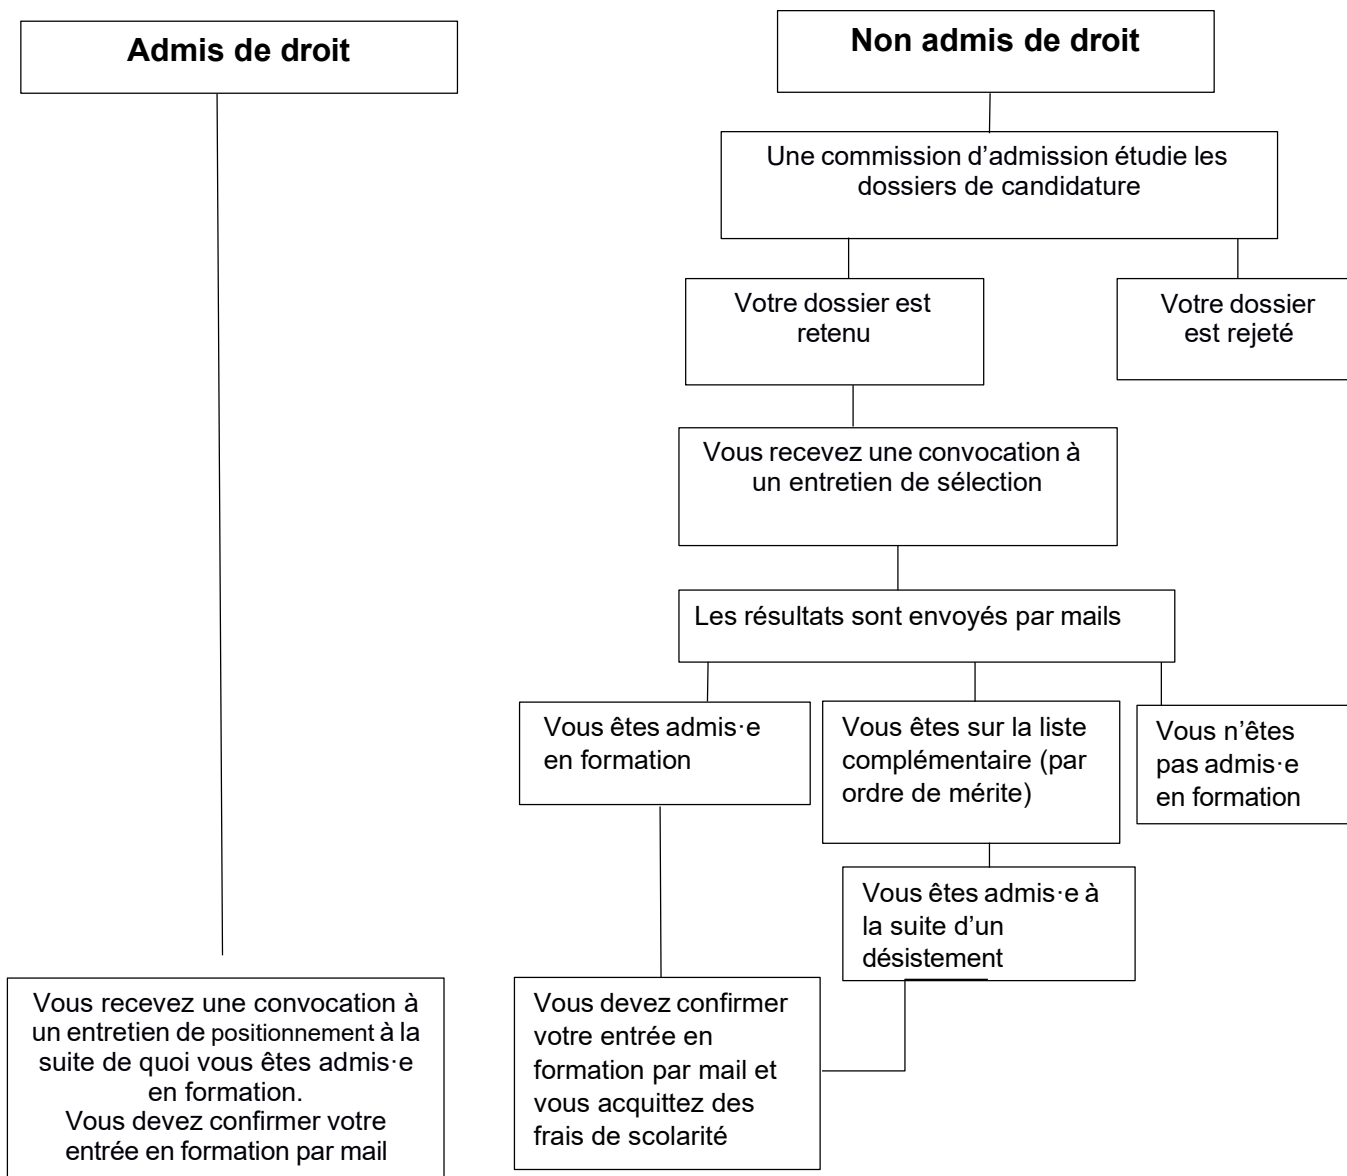 Admis de droit
Non admis de droit
Une commission d’admission étudie les
dossiers de candidature
Votre dossier est
retenu
Votre dossier
est rejeté
Vous recevez une convocation à
un entretien de sélection
Les résultats sont envoyés par mails
Vous êtes admis·e
en formation
Vous êtes sur la liste
complémentaire (par
ordre de mérite)
Vous n’êtes
pas admis·e
en formation
Vous êtes admis·e à
la suite d’un
désistement
Vous recevez une convocation à
un entretien de positionnement à la
suite de quoi vous êtes admis·e
en formation.
Vous devez confirmer votre
entrée en formation par mail
Vous devez confirmer
votre entrée en
formation par mail et
vous acquittez des
frais de scolarité